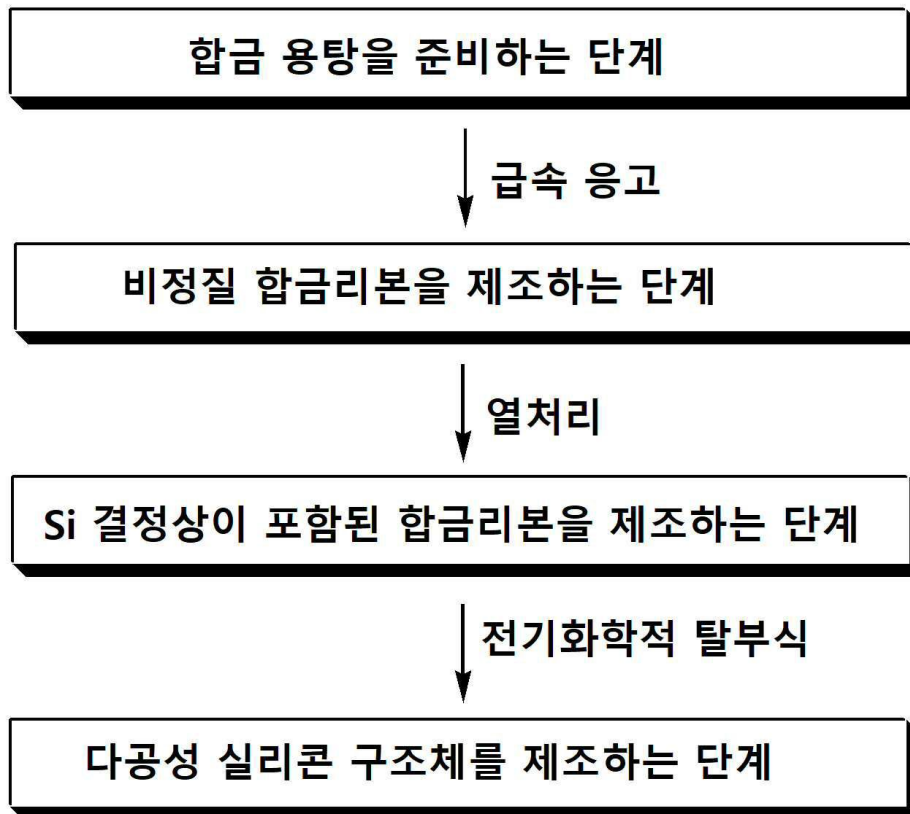 합금 용탕을 준비하는 단계
급속 응고
비정질 합금리본을 제조하는 단계
열처리
Si 결정상이 포함된 합금리본을 제조하는 단계
전기화학적 탈부식
다공성 실리콘 구조체를 제조하는 단계